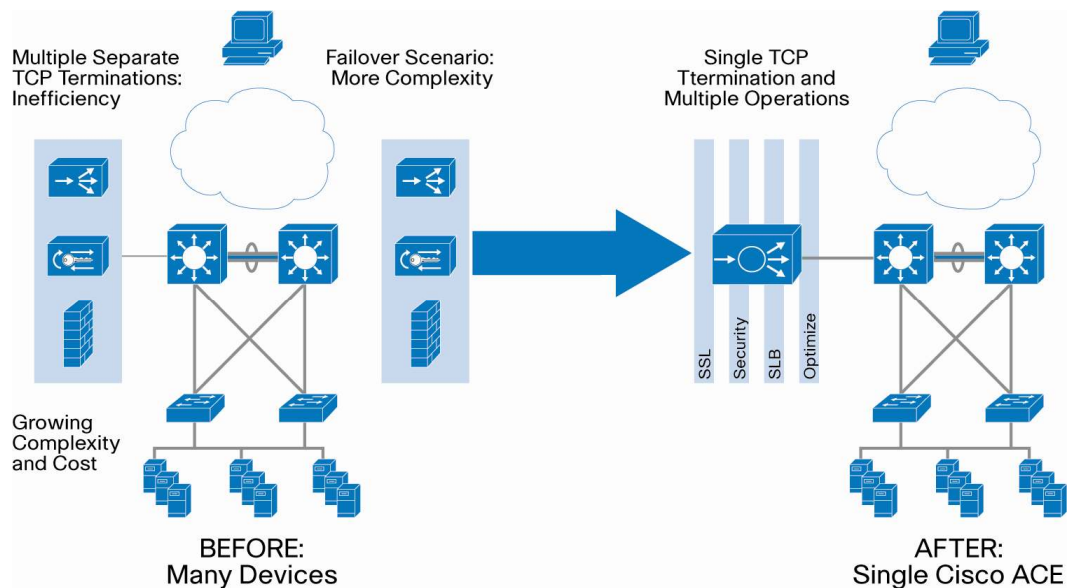 Multiple Separate
TCP Terminations:
Inefficiency
Failover Scenario:
More Complexity
Single TCP
Ttermination and
Multiple Operations
SSL
Security
SLB
Optimize
Growing
Complexity
and Cost
BEFORE:
Many Devices
AFTER:
Single Cisco ACE